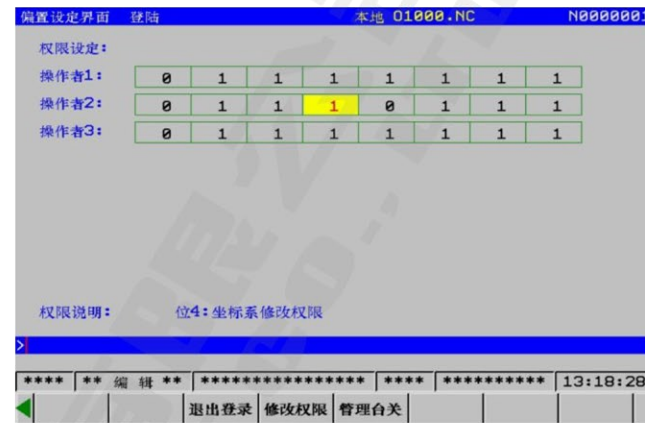 偏置设定界面 登陆 本地 O1000.NC N0000001
权限设定:
操作者1: 0 1 1 1 1 1 1 1
操作者2: 0 1 1 1 0 1 1 1
操作者3: 0 1 1 1 1 1 1 1
权限说明: 位4:坐标系修改权限
>
**** ** 编 辑 ** **************** **** ********** 13:18:28
退出登录 修改权限 管理台关